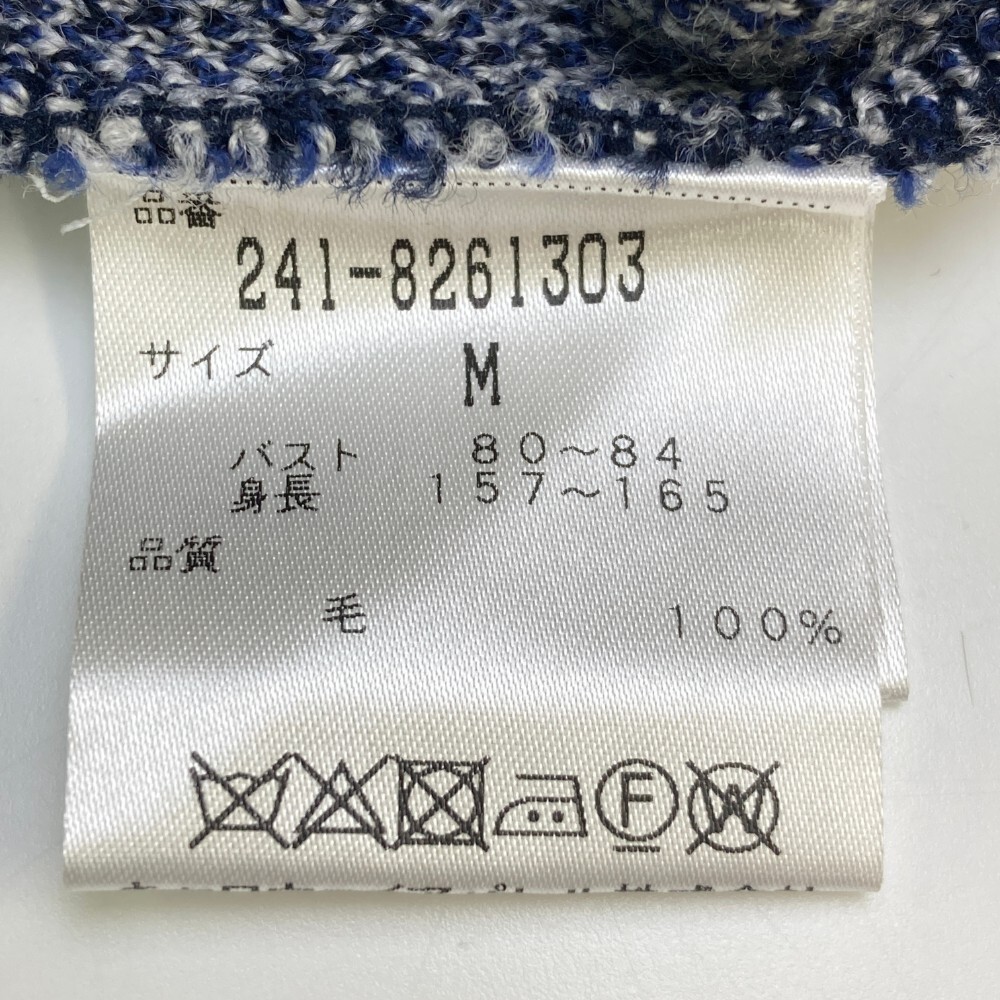 品番
241-8261303
サイズ M
バスト 80～84
身長 157～165
品質
毛 100%
F
W